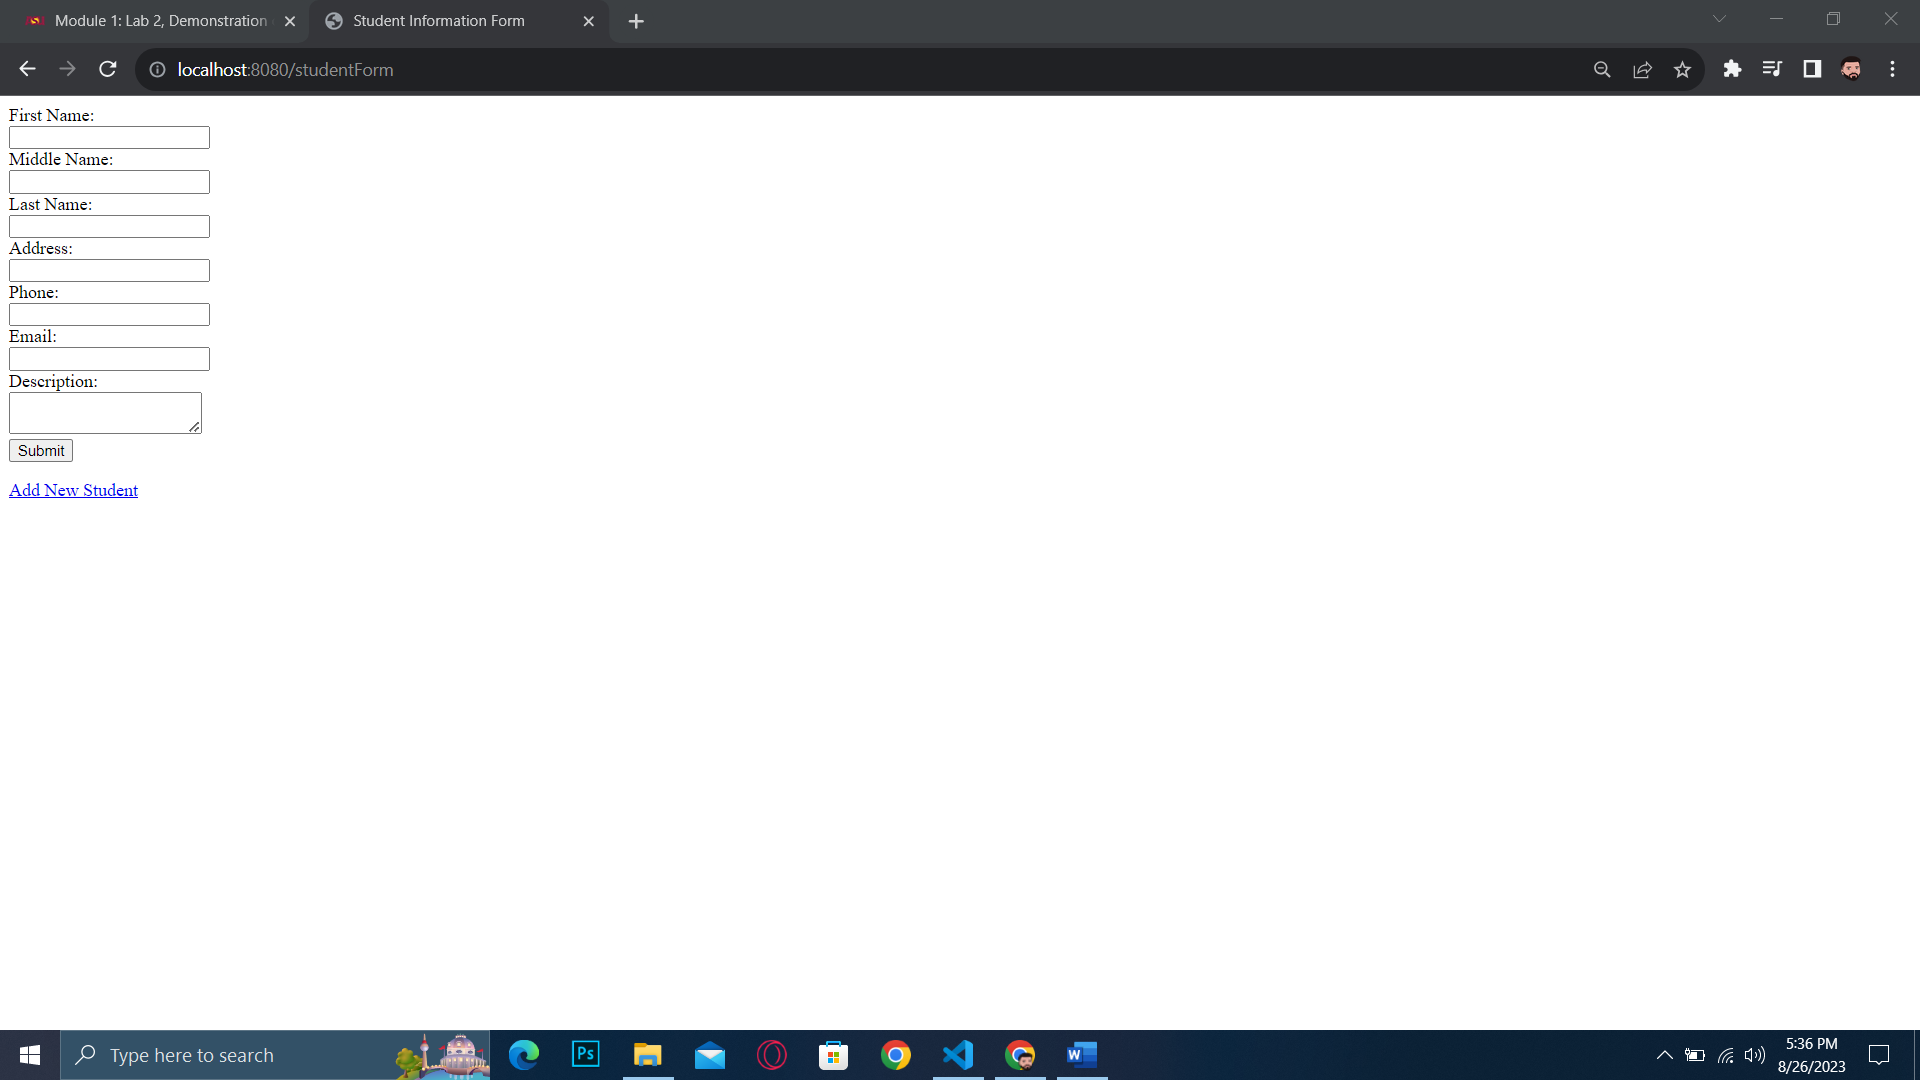 Module 1: Lab 2, Demonstration
Student Information Form
localhost:8080/studentForm
First Name:
Middle Name:
Last Name:
Address:
Phone:
Email:
Description:
Submit
Add New Student
Type here to search
Ps
W
5:36 PM
8/26/2023